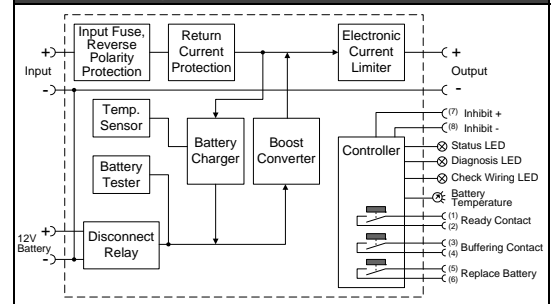 Input Fuse,
Reverse
Polarity
Protection
Return
Current
Protection
Electronic
Current
Limiter
+
Input
-
+
Output
-
Temp.
Sensor
Battery
Tester
Battery
Charger
Boost
Converter
Controller
(7) Inhibit +
(8) Inhibit -
Status LED
Diagnosis LED
Check Wiring LED
Battery
Temperature
(1)
Ready Contact
(2)
(3)
Buffering Contact
(4)
(5)
Replace Battery
(6)
+
12V
Battery
-
Disconnect
Relay